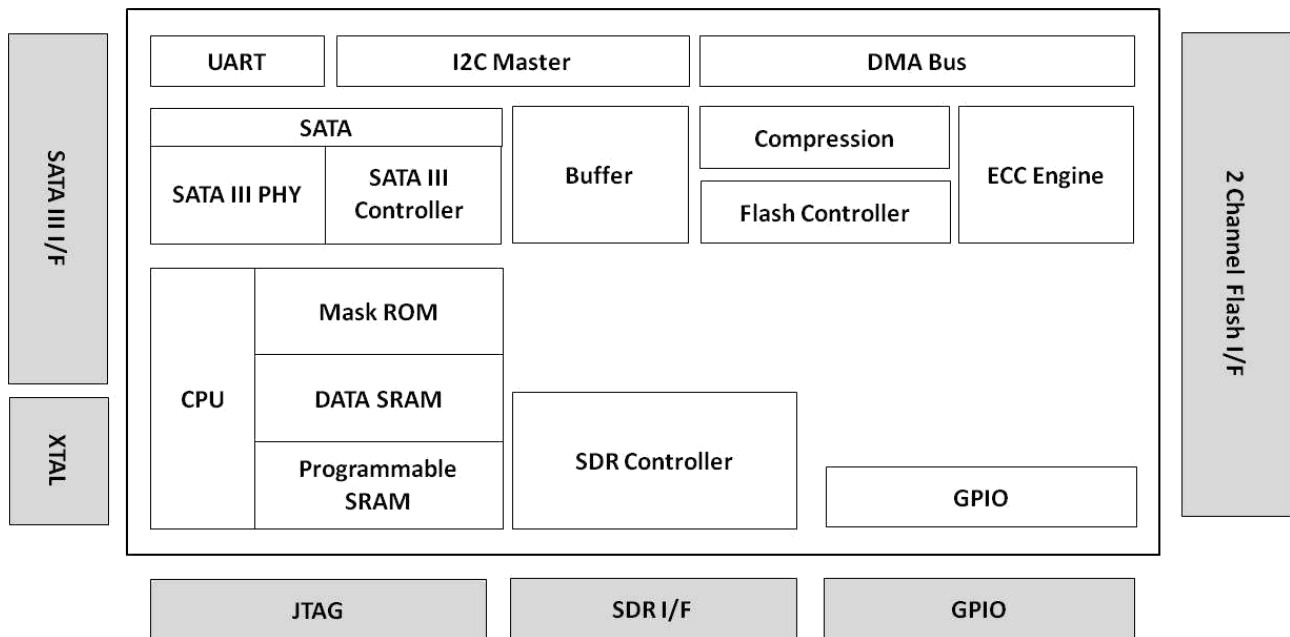 UART
I2C Master
DMA Bus
SATA
SATA III PHY
SATA III
Controller
Buffer
Compression
Flash Controller
ECC Engine
SATA III I/F
XTAL
CPU
Mask ROM
DATA SRAM
Programmable
SRAM
SDR Controller
GPIO
2 Channel Flash I/F
JTAG
SDR I/F
GPIO